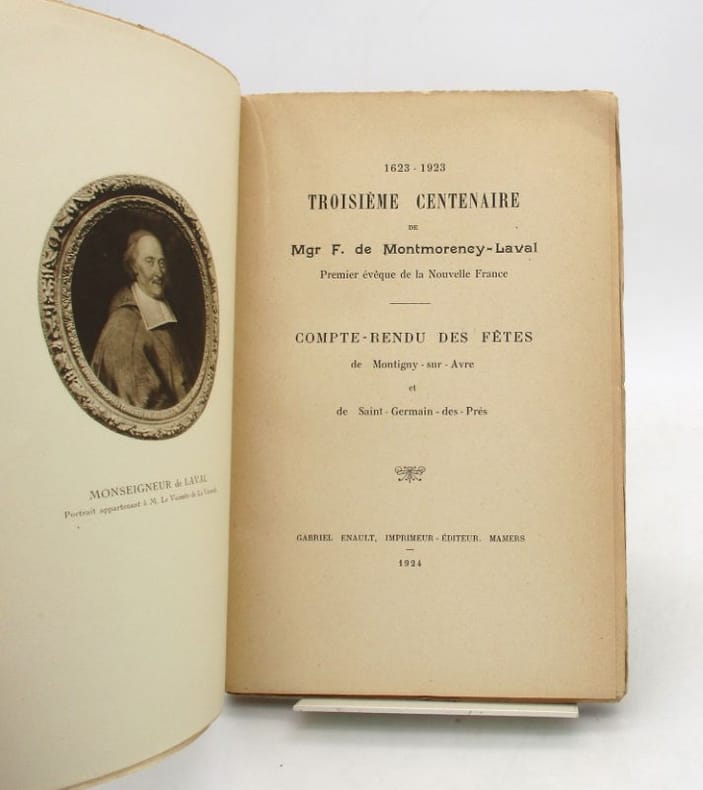 MONSEIGNEUR de LAVAL
Portrait appartenant à M. Le Vicomte de La
1623 - 1923
TROISIÈME CENTENAIRE
DE
Mgr F. de Montmorency-Laval
Premier évêque de la Nouvelle France
COMPTE-RENDU DES FÊTES
de Montigny - sur - Avre
et
de Saint - Germain - des - Prés
GABRIEL ENAULT, IMPRIMEUR - ÉDITEUR. MAMERS
1924